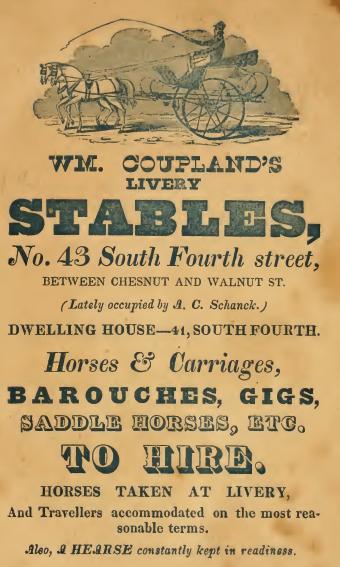 WM. COUPLAND'S
LIVERY
STABLES,
No. 43 South Fourth street,
BETWEEN CHESNUT AND WALNUT ST.
(Lately occupied by A. C. Schanck.)
DWELLING HOUSE—41, SOUTH FOURTH.
Horses & Carriages,
BAROUCHES, GIGS,
SADDLE HORSES, ETC.
TO HIRE.
HORSES TAKEN AT LIVERY,
And Travellers accommodated on the most rea-
sonable terms.
Also, A HEARSE constantly kept in readiness.